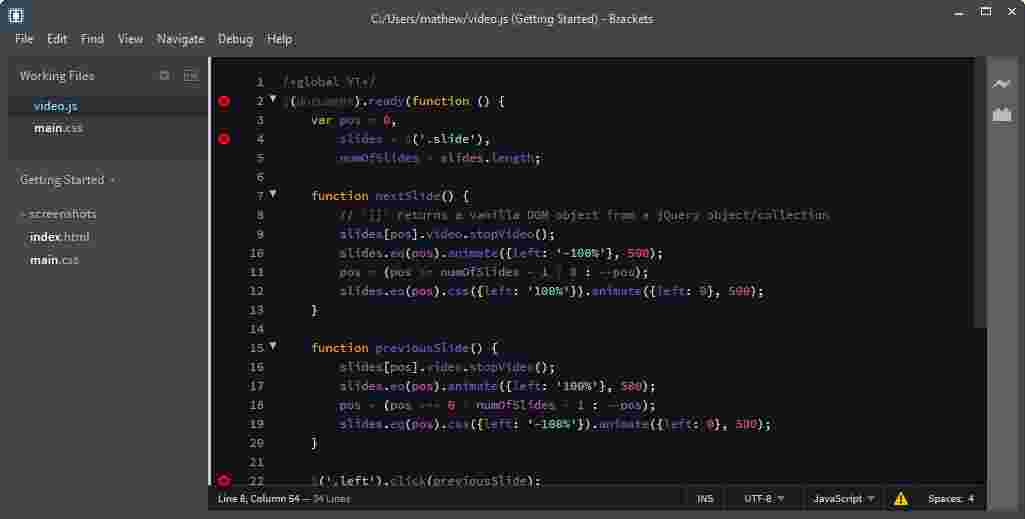 C:/Users/mathew/video.js (Getting Started) - Brackets
File Edit Find View Navigate Debug Help
Working Files
video.js
main.css
Getting Started
screenshots
index.html
main.css
1 /*global YT*/
2 $(document).ready(function () {
3 var pos = 0,
4 slides = $('.slide'),
5 numOfSlides = slides.length;
6
7 function nextSlide() {
8 // `[]` returns a vanilla DOM object from a jQuery object/collection
9 slides[pos].video.stopVideo();
10 slides.eq(pos).animate({left: '-100%'}, 500);
11 pos = (pos numOfSlides - 1 : --pos);
12 slides.eq(pos).css({left: '100%'}).animate({left: 0}, 500);
13 }
14
15 function previousSlide() {
16 slides[pos].video.stopVideo();
17 slides.eq(pos).animate({left: '100%'}, 500);
18 pos = (pos === 0 ? numOfSlides - 1 : --pos);
19 slides.eq(pos).css({left: '-100%'}).animate({left: 0}, 500);
20 }
21
22 $('.left').click(previousSlide);
Line 8, Column 54 — 34 Lines
INS UTF-8 JavaScript Spaces: 4